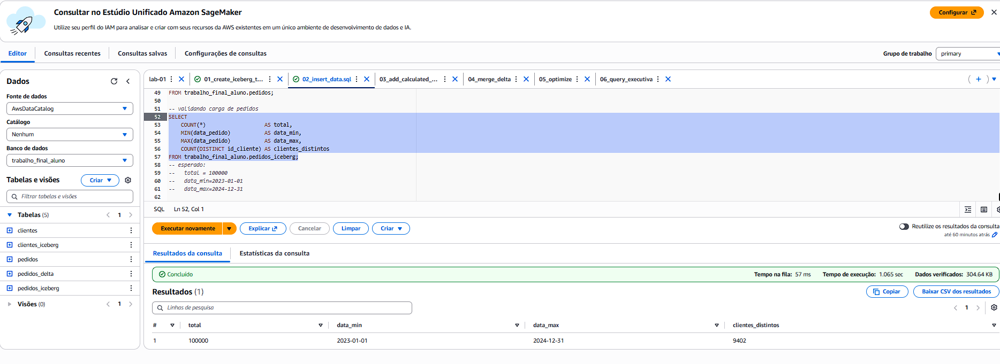 Consultar no Estúdio Unificado Amazon SageMaker
Utilize seu perfil do IAM para analisar e criar com seus recursos da AWS existentes em um único ambiente de desenvolvimento de dados e IA.
Configurar
Editor
Consultas recentes
Consultas salvas
Configurações de consultas
Grupo de trabalho
primary
Dados
Fonte de dados
AwsDataCatalog
Catálogo
Nenhum
Banco de dados
trabalho_final_aluno
Tabelas e visões
Criar
Filtrar tabelas e visões
Tabelas (5)
1
clientes
clientes_iceberg
pedidos
pedidos_delta
pedidos_iceberg
Visões (0)
1
lab-01
01_create_iceberg_t...
02_insert_data.sql
03_add_calculated_...
04_merge_delta
05_optimize
06_query_executiva
49 FROM trabalho_final_aluno.pedidos;
50
51 -- validando carga de pedidos
52 SELECT
53 COUNT(*) AS total,
54 MIN(data_pedido) AS data_min,
55 MAX(data_pedido) AS data_max,
56 COUNT(DISTINCT id_cliente) AS clientes_distintos
57 FROM trabalho_final_aluno.pedidos_iceberg;
58 -- esperado:
59 -- total = 100000
60 -- data_min=2023-01-01
61 -- data_max=2024-12-31
62
SQL Ln 52, Col 1
Executar novamente
Explicar
Cancelar
Limpar
Criar
Reutilize os resultados da consulta
até 60 minutos atrás
Resultados da consulta
Estatísticas da consulta
Concluído
Tempo na fila: 57 ms
Tempo de execução: 1.065 sec
Dados verificados: 304.64 KB
Resultados (1)
Copiar
Baixar CSV dos resultados
Linhas de pesquisa
1
# total data_min data_max clientes_distintos
1 100000 2023-01-01 2024-12-31 9402